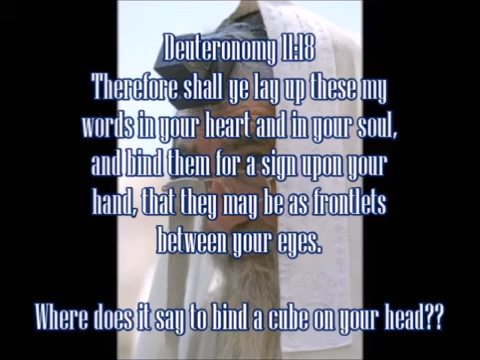 Deuteronomy 11:18
Therefore shall ye lay up these my
words in your heart and in your soul,
and bind them for a sign upon your
hand, that they may be as frontlets
between your eyes.
Where does it say to bind a cube on your head??